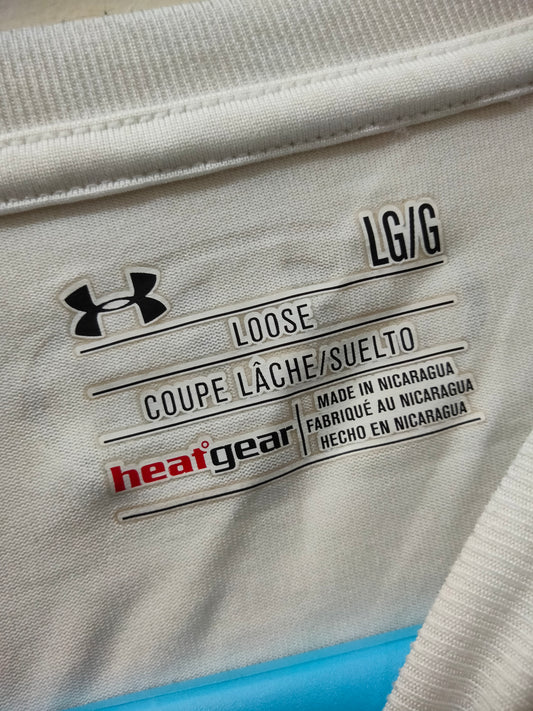 LG/G
LOOSE
COUPE LÂCHE/SUELTO
heatgear
MADE IN NICARAGUA
FABRIQUÉ AU NICARAGUA
HECHO EN NICARAGUA